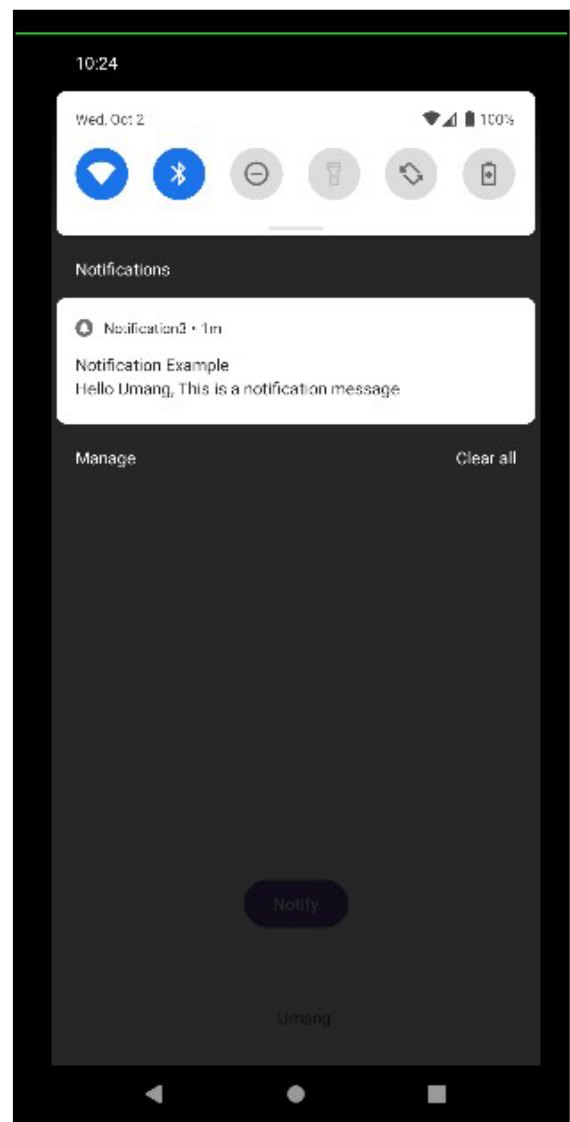 10:24
Wed, Oct 2 100%
Notifications
Notification3 • 1m
Notification Example
Hello Umang, This is a notification message
Manage Clear all
Notify
Umang